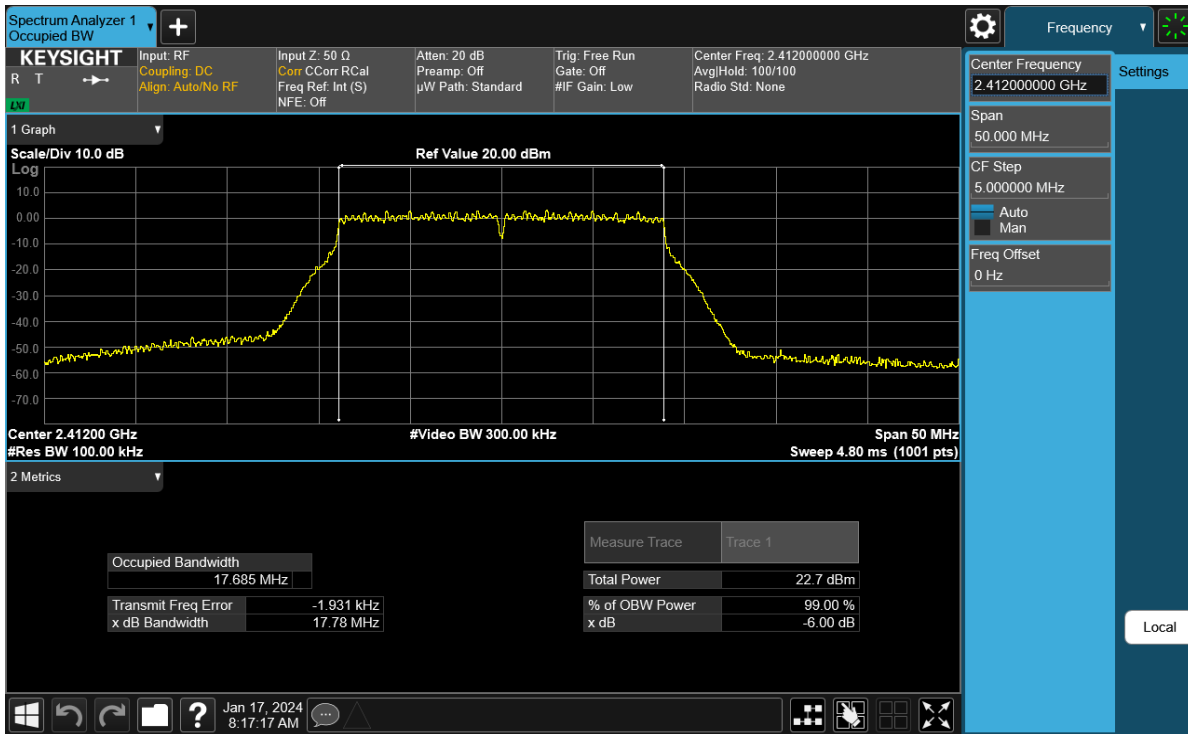 Spectrum Analyzer 1
Occupied BW
Frequency
KEYSIGHT
R T
LXI
Input: RF
Coupling: DC
Align: Auto/No RF
Input Z: 50 Ω
Corr CCorr RCal
Freq Ref: Int (S)
NFE: Off
Atten: 20 dB
Preamp: Off
µW Path: Standard
Trig: Free Run
Gate: Off
#IF Gain: Low
Center Freq: 2.412000000 GHz
Avg|Hold: 100/100
Radio Std: None
Center Frequency
2.412000000 GHz
Settings
Span
50.000 MHz
CF Step
5.000000 MHz
Auto
Man
Freq Offset
0 Hz
Local
1 Graph
Scale/Div 10.0 dB
Ref Value 20.00 dBm
Log
10.0
0.00
-10.0
-20.0
-30.0
-40.0
-50.0
-60.0
-70.0
Center 2.41200 GHz
#Video BW 300.00 kHz
Span 50 MHz
#Res BW 100.00 kHz
Sweep 4.80 ms (1001 pts)
2 Metrics
Measure Trace
Trace 1
Occupied Bandwidth
17.685 MHz
Total Power
22.7 dBm
Transmit Freq Error
-1.931 kHz
% of OBW Power
99.00 %
x dB Bandwidth
17.78 MHz
x dB
-6.00 dB
?
Jan 17, 2024
8:17:17 AM